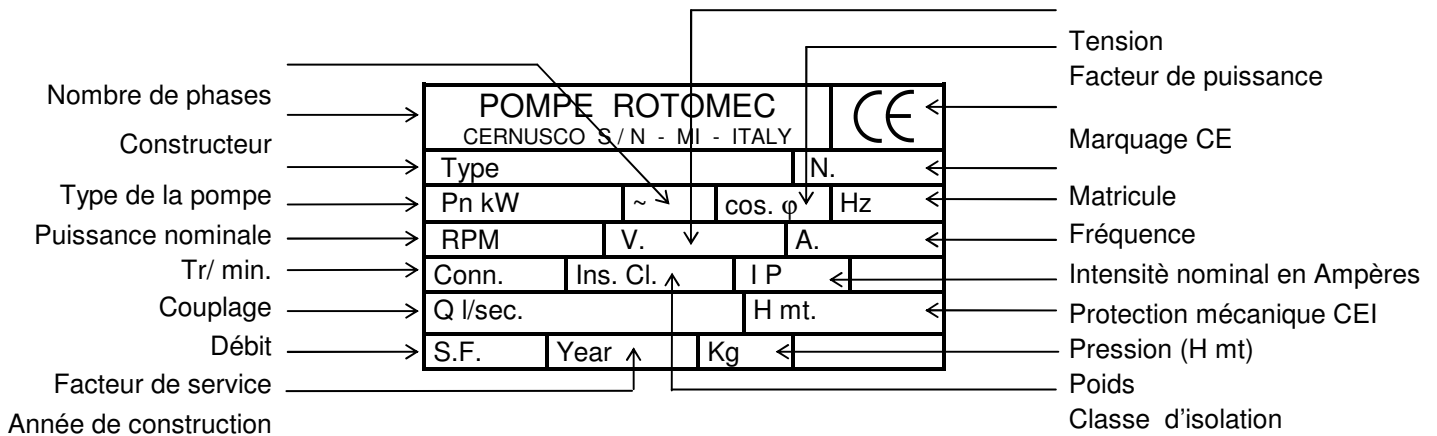 Nombre de phases
Constructeur
Type de la pompe
Puissance nominale
Tr/ min.
Couplage
Débit
Facteur de service
Année de construction
POMPE ROTOMEC CE
CERNUSCO S / N - MI - ITALY
Type N.
Pn kW ~ cos. φ Hz
RPM V. A.
Conn. Ins. Cl. I P
Q l/sec. H mt.
S.F. Year Kg
Tension
Facteur de puissance
Marquage CE
Matricule
Fréquence
Intensitè nominal en Ampères
Protection mécanique CEI
Pression (H mt)
Poids
Classe d’isolation